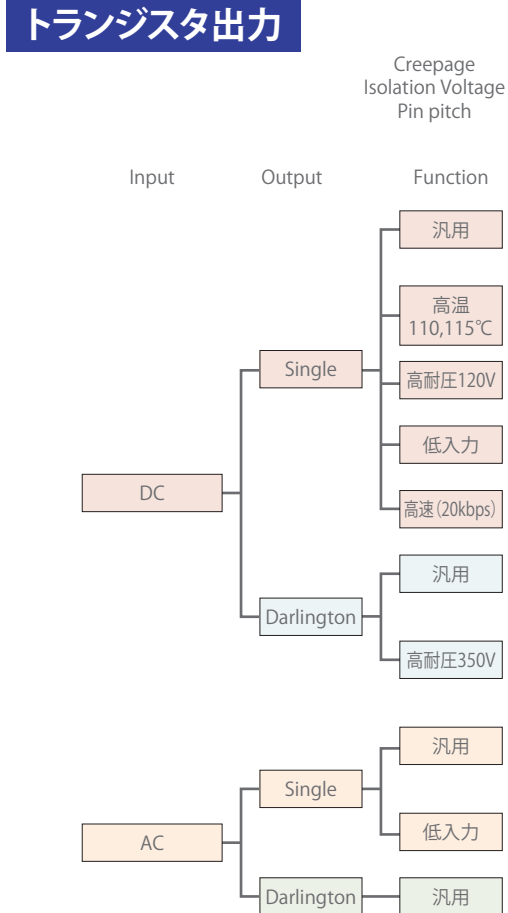 トランジスタ出力
Creepage
Isolation Voltage
Pin pitch
Input
Output
Function
汎用
高温
110,115℃
Single
高耐圧120V
低入力
DC
高速(20kbps)
汎用
Darlington
高耐圧350V
汎用
Single
低入力
AC
Darlington
汎用